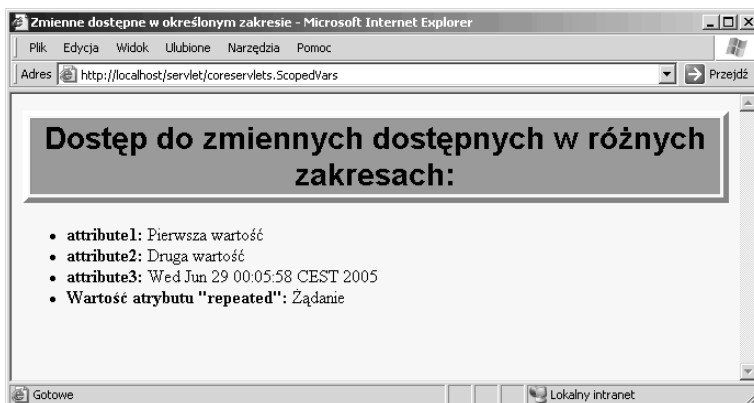 Zmienne dostępne w określonym zakresie - Microsoft Internet Explorer
Plik Edycja Widok Ulubione Narzędzia Pomoc
Adres http://localhost/servlet/coreservlets.ScopedVars Przejdź
Dostęp do zmiennych dostępnych w różnych
zakresach:
• attribute1: Pierwsza wartość
• attribute2: Druga wartość
• attribute3: Wed Jun 29 00:05:58 CEST 2005
• Wartość atrybutu "repeated": Żądanie
Gotowe Lokalny intranet